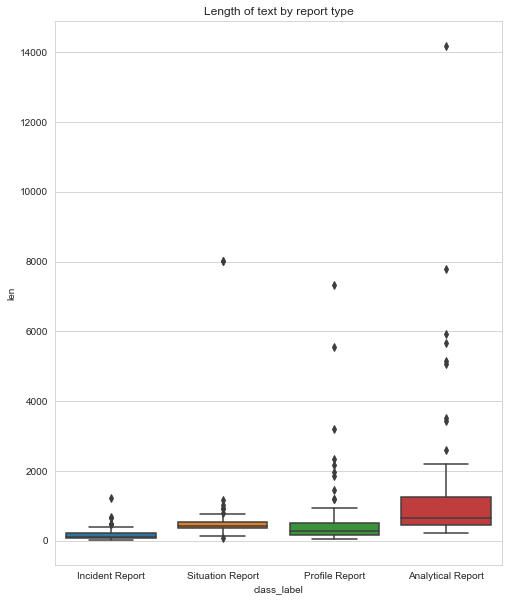 Length of text by report type
14000
12000
10000
8000
6000
4000
2000
0
len
Incident Report Situation Report Profile Report Analytical Report
class_label